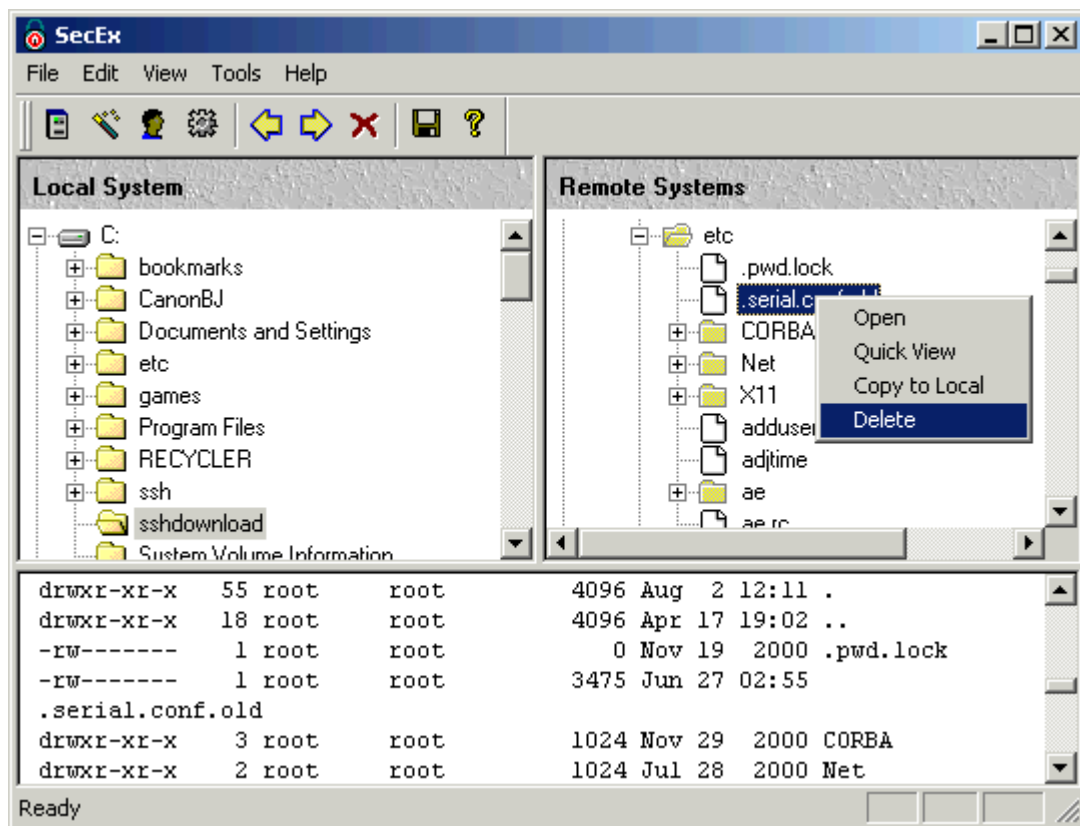 SecEx
File Edit View Tools Help
Local System
C:
bookmarks
CanonBJ
Documents and Settings
etc
games
Program Files
RECYCLER
ssh
sshdownload
System Volume Information
Remote Systems
etc
.pwd.lock
.serial.c
CORBA
Net
X11
adduser
adjtime
ae
ae.rc
Open
Quick View
Copy to Local
Delete
drwxr-xr-x 55 root root 4096 Aug 2 12:11 .
drwxr-xr-x 18 root root 4096 Apr 17 19:02 ..
-rw------- 1 root root 0 Nov 19 2000 .pwd.lock
-rw------- 1 root root 3475 Jun 27 02:55
.serial.conf.old
drwxr-xr-x 3 root root 1024 Nov 29 2000 CORBA
drwxr-xr-x 2 root root 1024 Jul 28 2000 Net
Ready